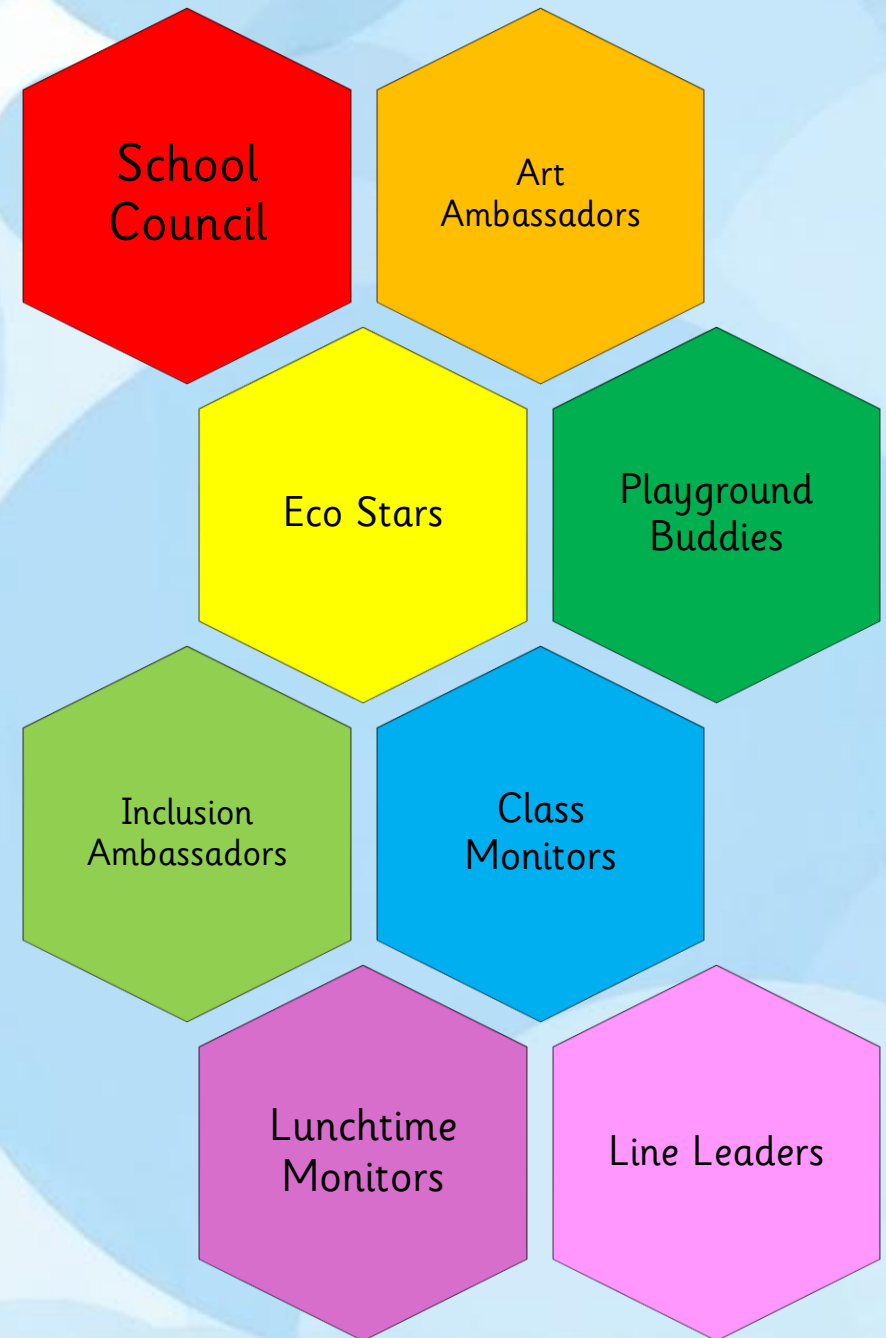 School
Council
Art
Ambassadors
Eco Stars
Playground
Buddies
Inclusion
Ambassadors
Class
Monitors
Lunchtime
Monitors
Line Leaders